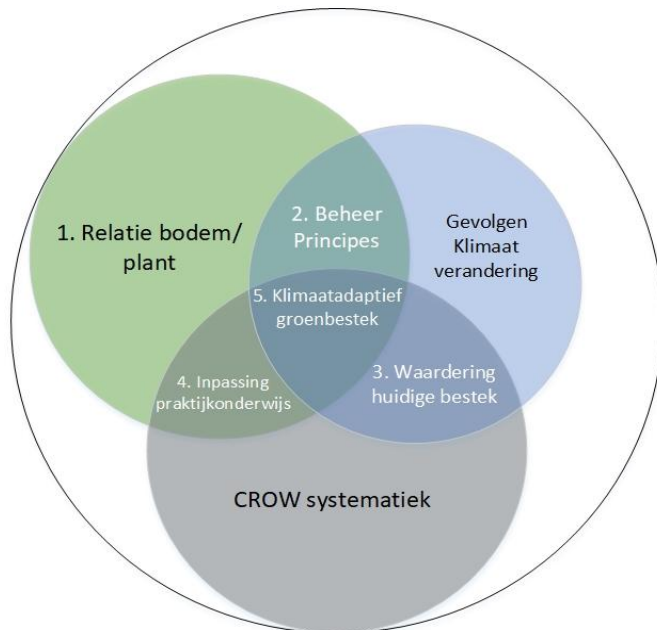 1. Relatie bodem/
plant
2. Beheer
Principes
Gevolgen
Klimaat
verandering
5. Klimaatadaptief
groenbestek
4. Inpassing
praktijkonderwijs
3. Waardering
huidige bestek
CROW systematiek